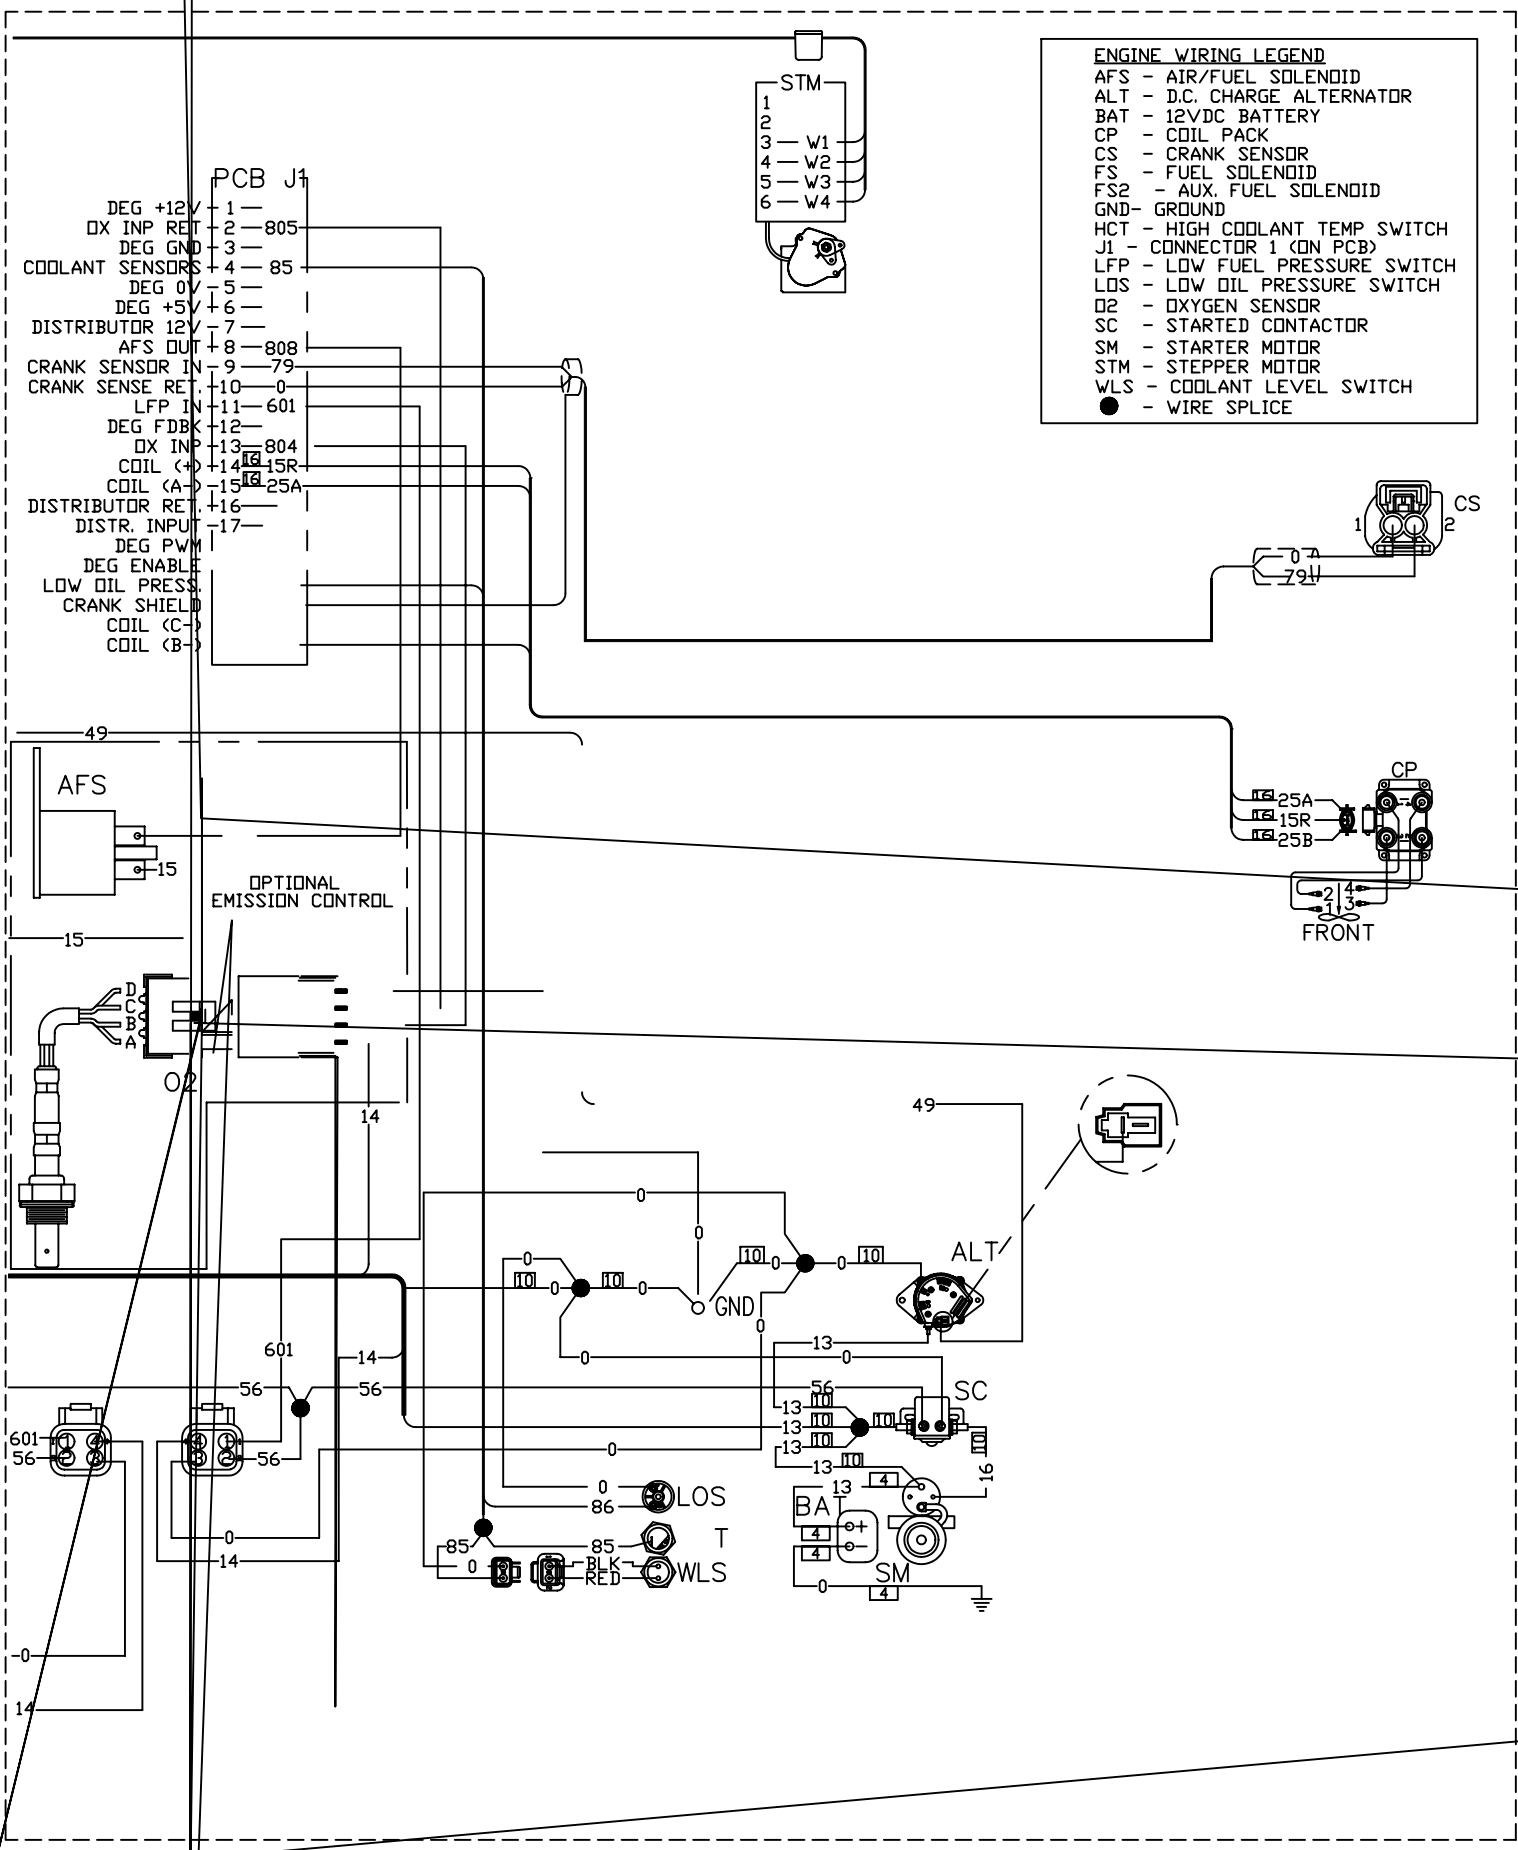 ENGINE WIRING LEGEND
AFS - AIR/FUEL SOLENOID
ALT - D.C. CHARGE ALTERNATOR
BAT - 12VDC BATTERY
CP - COIL PACK
CS - CRANK SENSOR
FS - FUEL SOLENOID
FS2 - AUX. FUEL SOLENOID
GND- GROUND
HCT - HIGH COOLANT TEMP SWITCH
J1 - CONNECTOR 1 (ON PCB)
LFP - LOW FUEL PRESSURE SWITCH
LOS - LOW OIL PRESSURE SWITCH
O2 - OXYGEN SENSOR
SC - STARTED CONTACTOR
SM - STARTER MOTOR
STM - STEPPER MOTOR
WLS - COOLANT LEVEL SWITCH
- WIRE SPLICE
STM
1
2
3 W1
4 W2
5 W3
6 W4
PCB J1
DEG +12V 1
OX INP RET 2 805
DEG GND 3
COOLANT SENSORS 4 85
DEG 0V 5
DEG +5V 6
DISTRIBUTOR 12V 7
AFS OUT 8 808
CRANK SENSOR IN 9 79
CRANK SENSE RET. 10 0
LFP IN 11 601
DEG FDBK 12
OX INP 13 804
COIL (+) 14 16 15R
COIL (A-) 15 16 25A
DISTRIBUTOR RET. 16
DISTR. INPUT 17
DEG PWM
DEG ENABLE
LOW OIL PRESS.
CRANK SHIELD
COIL (C-)
COIL (B-)
CS
1 2
0
79
49
AFS
15
CP
16 25A
16 15R
16 25B
2 4
1 3
FRONT
OPTIONAL
EMISSION CONTROL
15
D
C
B
A
O2
14
49
0
0
0
10 0 10 0
GND
10 0 0 10
ALT
0
601
14
13
0 0
56 56
56
SC
13 10
13 10 10
13 10
13 10
10
16
601 1 4
56 2 3
4 1
3 2 56
0
0
14
0
86
LOS
85 85 T
0
BLK
RED
WLS
13 4
BAT
4 +
4 -
SM
0 4
0
14